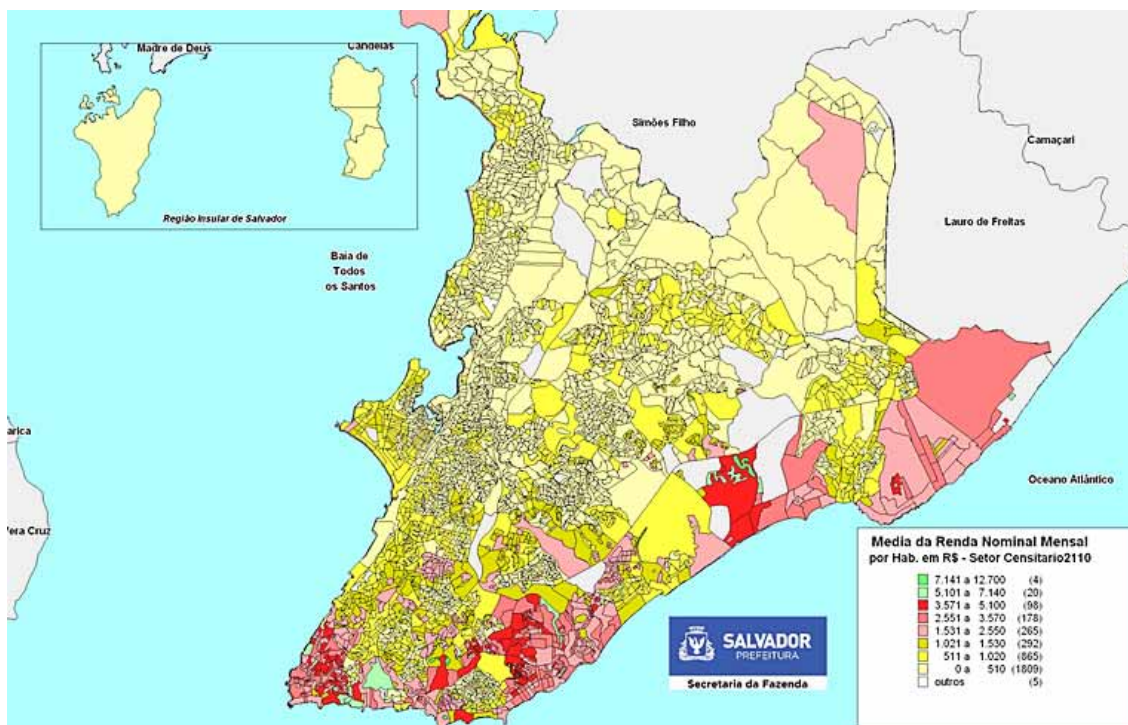 Madre de Deus
Candeias
Simões Filho
Camaçari
Região Insular de Salvador
Lauro de Freitas
Baia de
Todos
os Santos
arica
Oceano Atlântico
Vera Cruz
Media da Renda Nominal Mensal
por Hab. em R$ - Setor Censitario2110
7.141 a 12.700 (4)
5.101 a 7.140 (20)
3.571 a 5.100 (98)
2.551 a 3.570 (178)
1.531 a 2.550 (265)
1.021 a 1.530 (292)
511 a 1.020 (865)
0 a 510 (1809)
outros (5)
SALVADOR
PREFEITURA
Secretaria da Fazenda